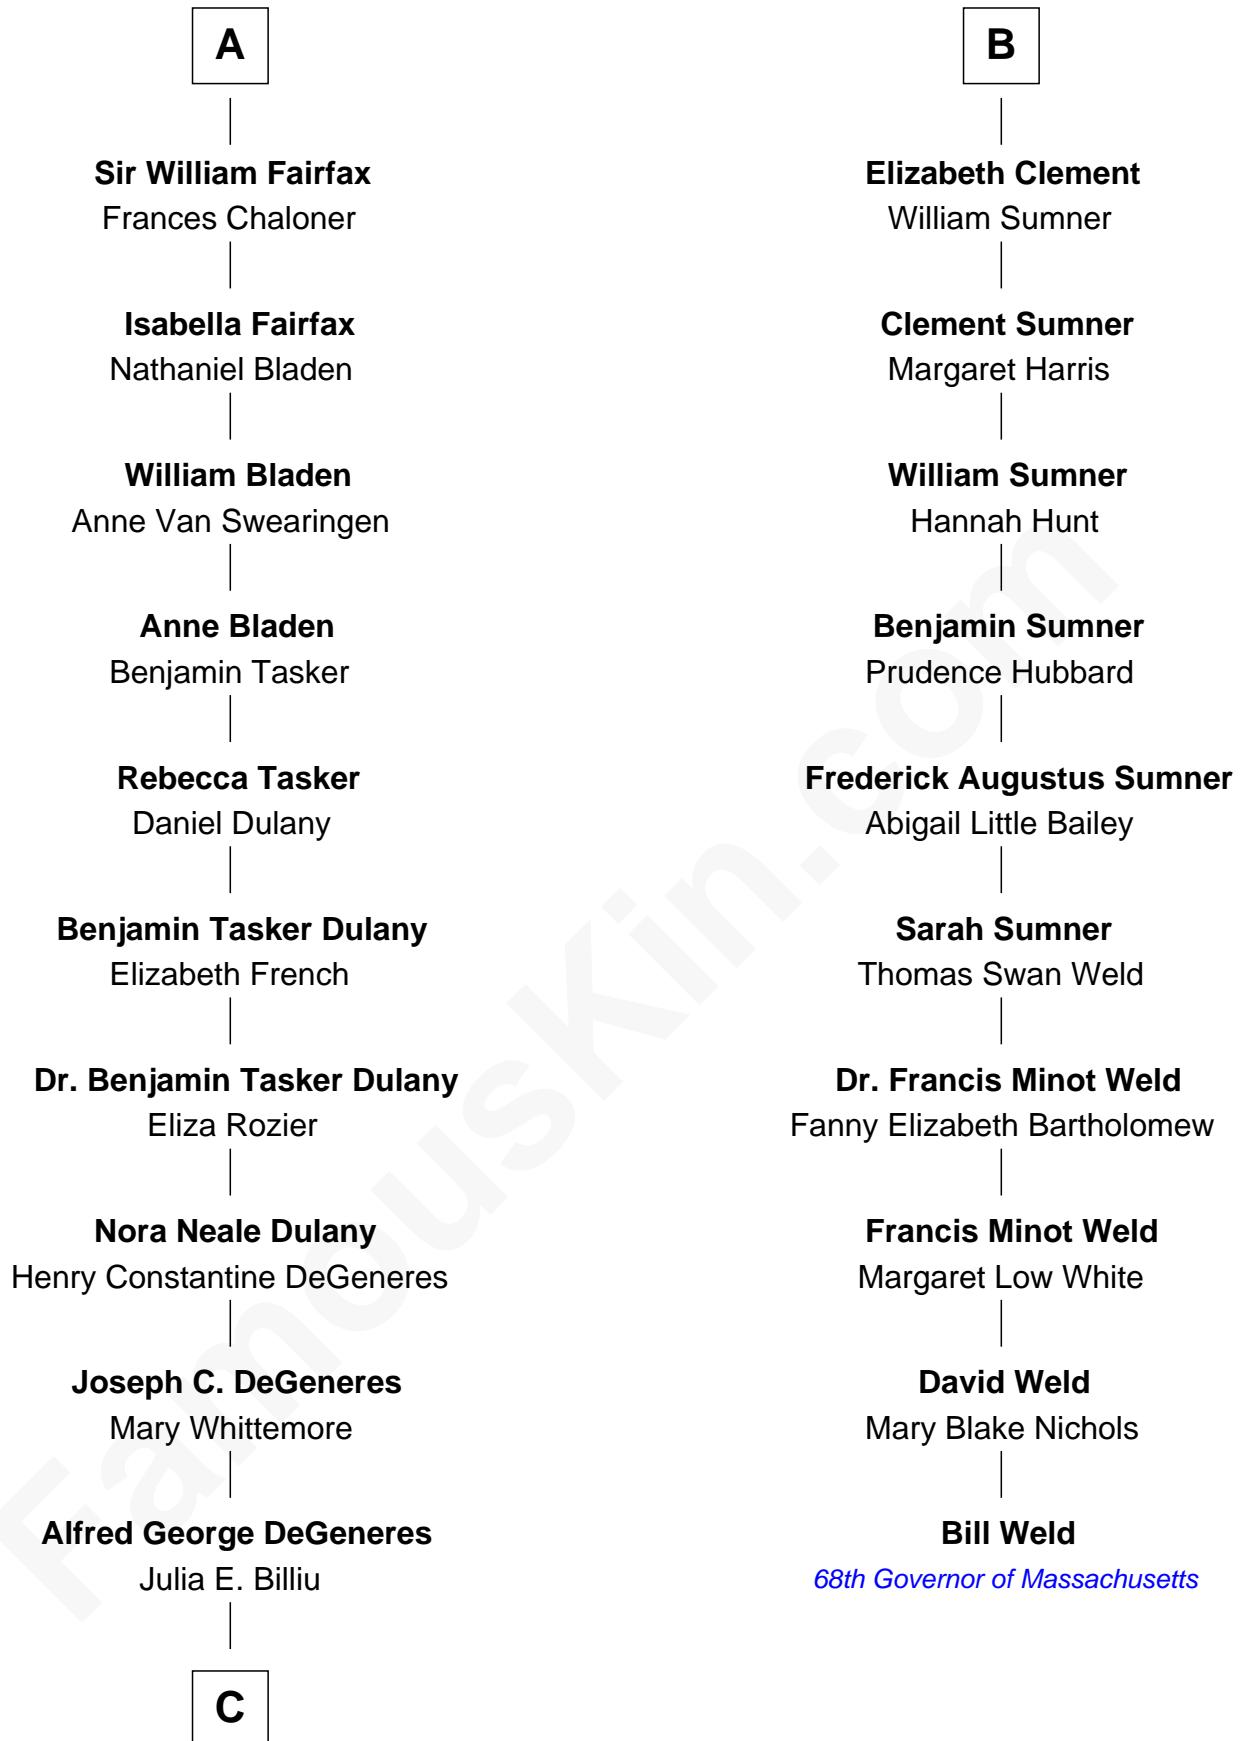 A
Sir William Fairfax
Frances Chaloner
Isabella Fairfax
Nathaniel Bladen
William Bladen
Anne Van Swearingen
Anne Bladen
Benjamin Tasker
Rebecca Tasker
Daniel Dulany
Benjamin Tasker Dulany
Elizabeth French
Dr. Benjamin Tasker Dulany
Eliza Rozier
Nora Neale Dulany
Henry Constantine DeGeneres
Joseph C. DeGeneres
Mary Whittemore
Alfred George DeGeneres
Julia E. Billiu
C
B
Elizabeth Clement
William Sumner
Clement Sumner
Margaret Harris
William Sumner
Hannah Hunt
Benjamin Sumner
Prudence Hubbard
Frederick Augustus Sumner
Abigail Little Bailey
Sarah Sumner
Thomas Swan Weld
Dr. Francis Minot Weld
Fanny Elizabeth Bartholomew
Francis Minot Weld
Margaret Low White
David Weld
Mary Blake Nichols
Bill Weld
68th Governor of Massachusetts
FamousKin.com